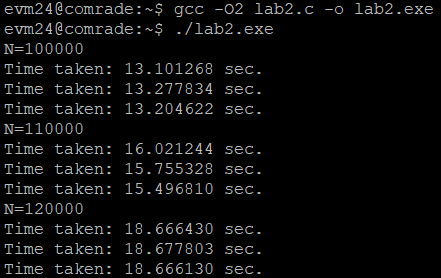 evm24@comrade:~$ gcc -O2 lab2.c -o lab2.exe
evm24@comrade:~$ ./lab2.exe
N=100000
Time taken: 13.101268 sec.
Time taken: 13.277834 sec.
Time taken: 13.204622 sec.
N=110000
Time taken: 16.021244 sec.
Time taken: 15.755328 sec.
Time taken: 15.496810 sec.
N=120000
Time taken: 18.666430 sec.
Time taken: 18.677803 sec.
Time taken: 18.666130 sec.